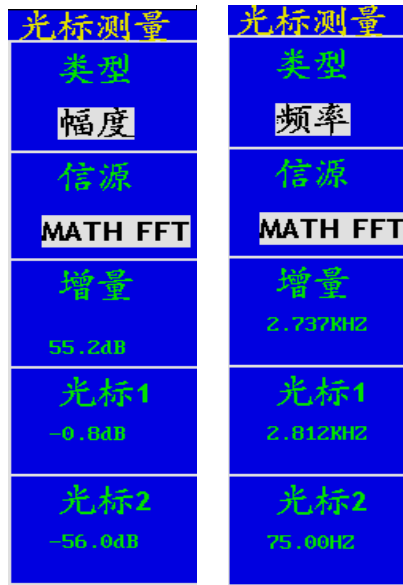 光标测量
类型
幅度
信源
MATH FFT
增量
55.2dB
光标1
-0.8dB
光标2
-56.0dB
光标测量
类型
频率
信源
MATH FFT
增量
2.737KHZ
光标1
2.812KHZ
光标2
75.00HZ